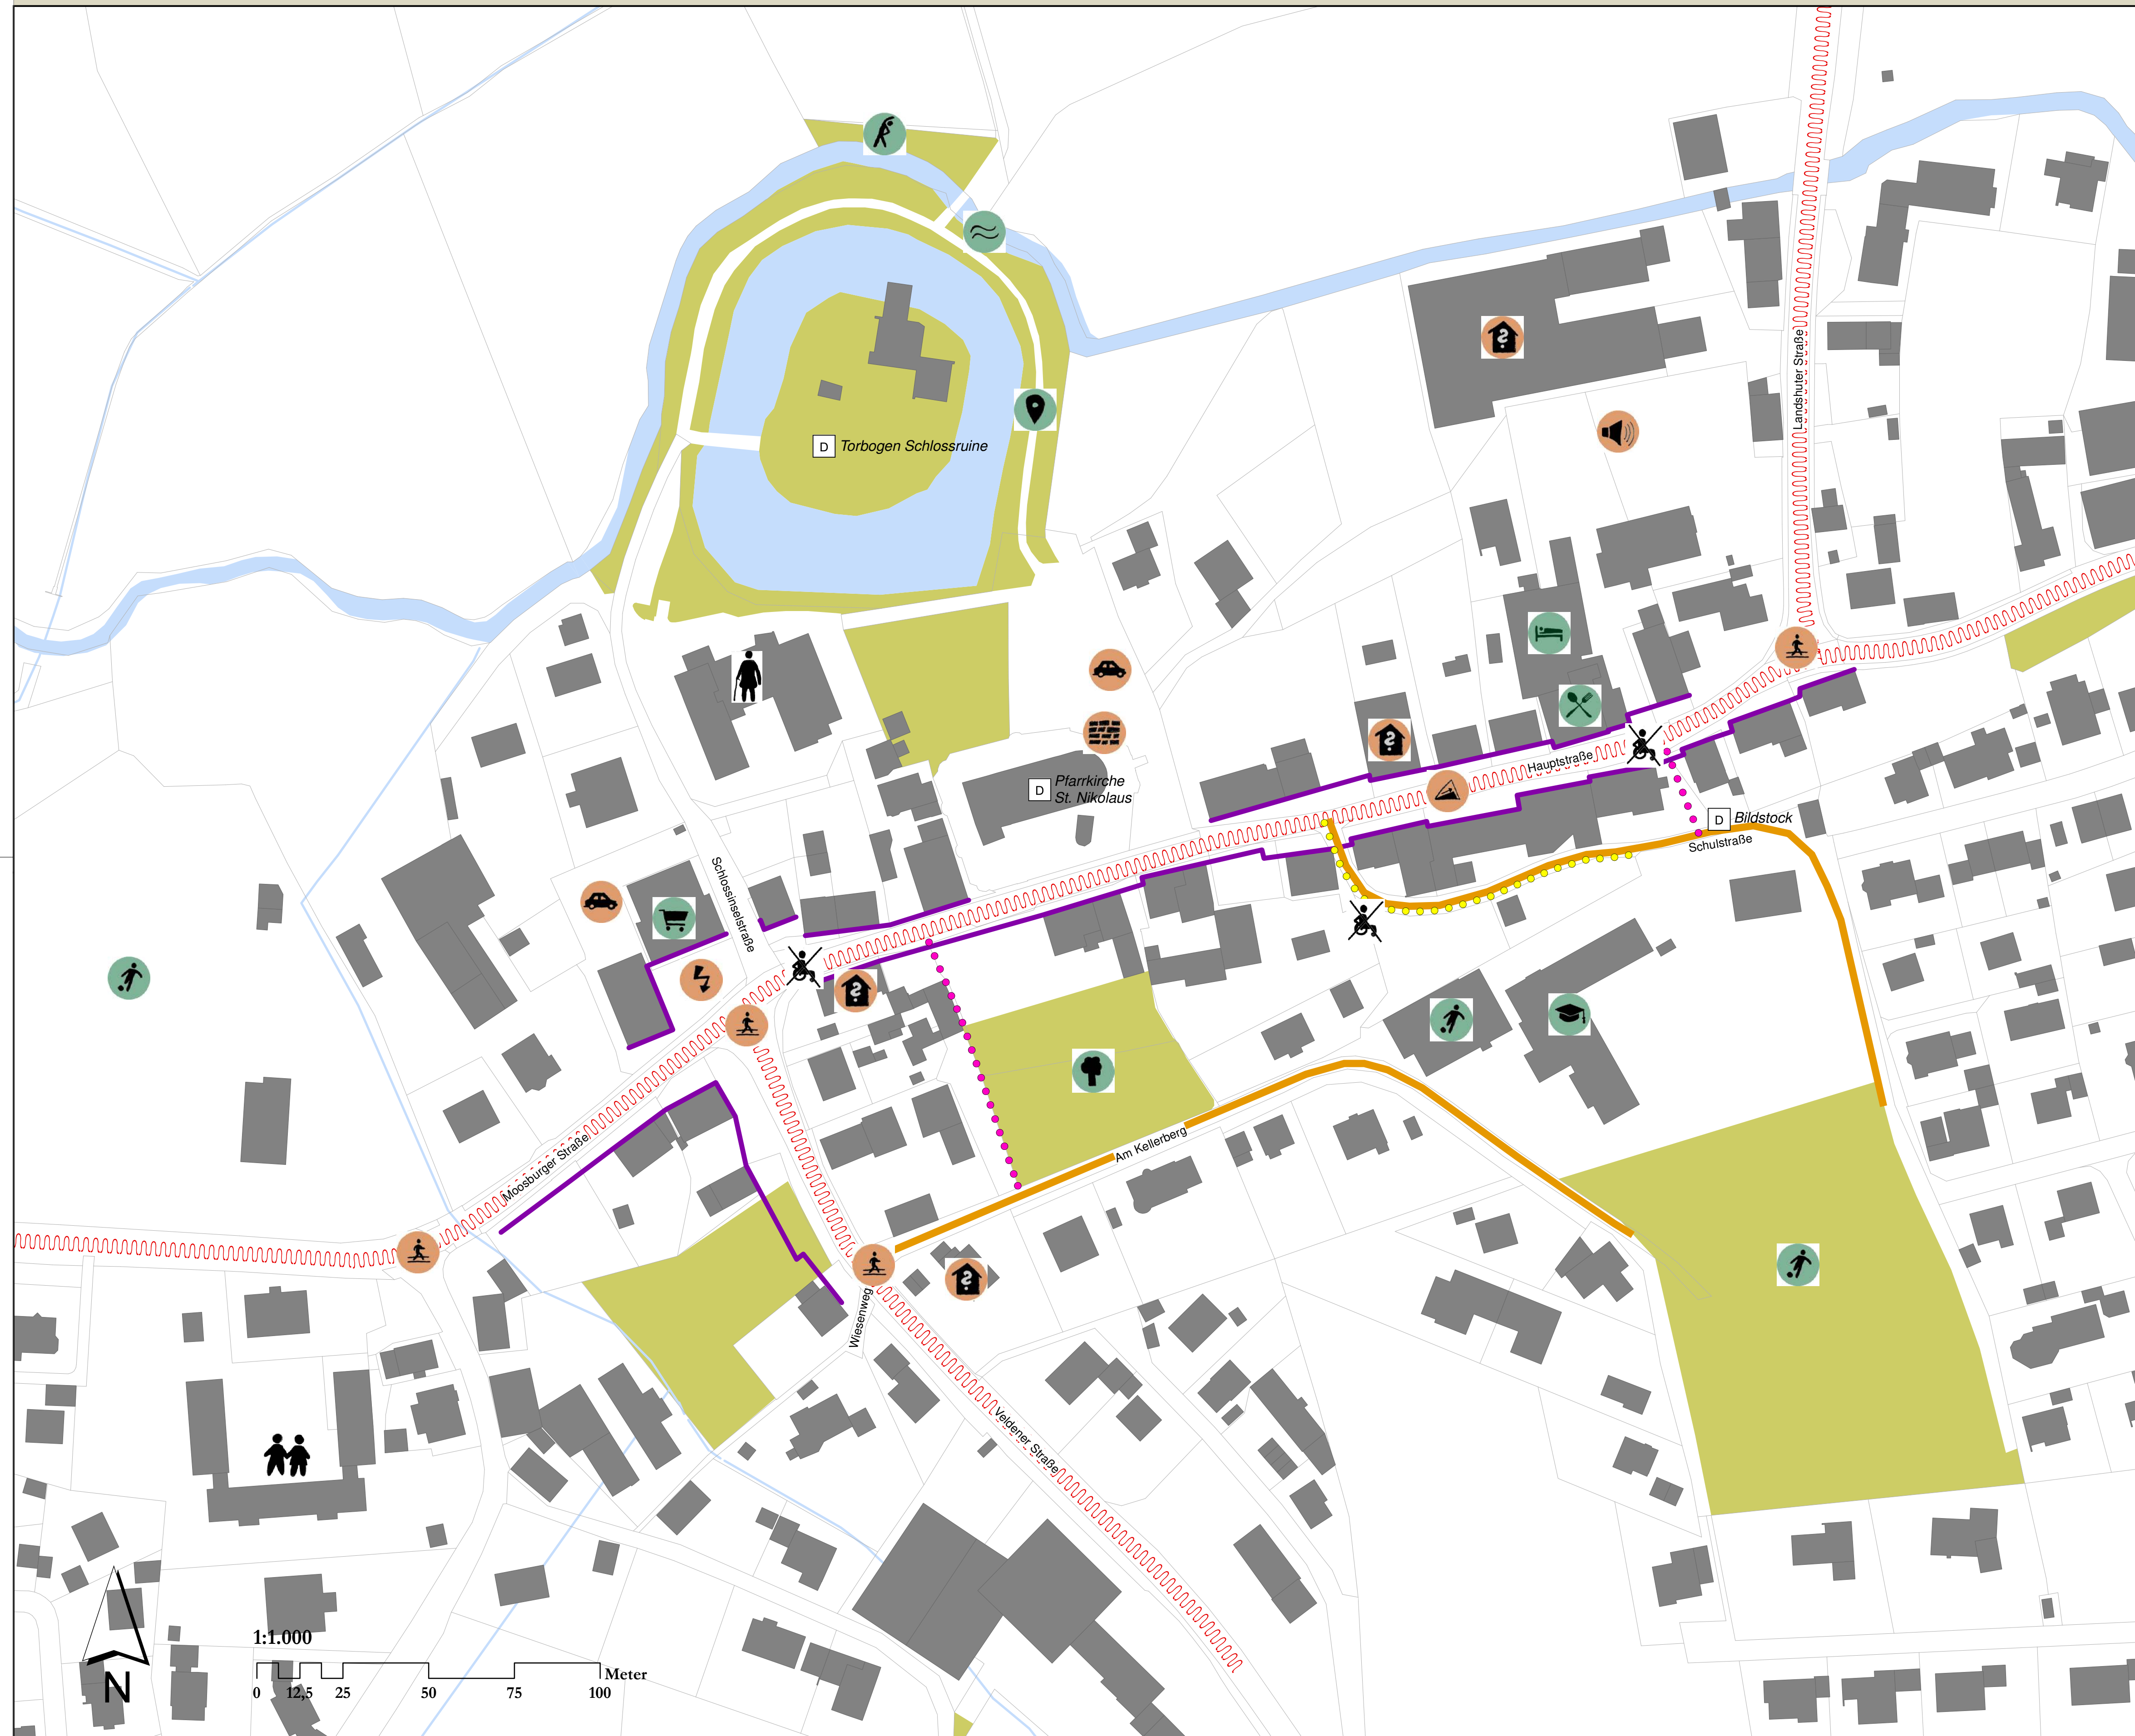 Landshuter Straße
D Torbogen Schlossruine
Hauptstraße
D Pfarrkirche
St. Nikolaus
D Bildstock
Schulstraße
Schlossinselstraße
Am Kellerberg
Moosburger Straße
Wiesenweg
Veldener Straße
1:1.000
Meter
0 12,5 25 50 75 100
N